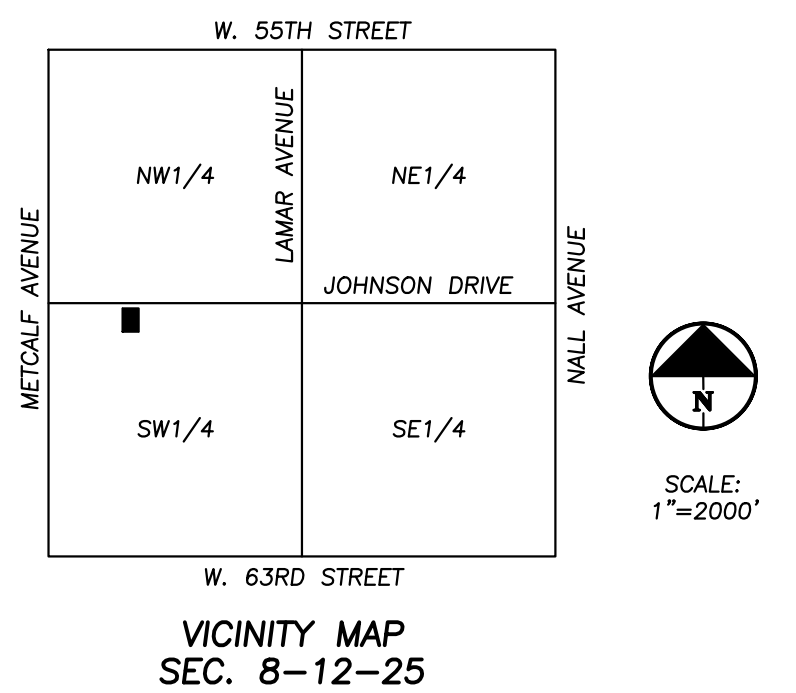 W. 55TH STREET
LAMAR AVENUE
NW1/4
NE1/4
METCALF AVENUE
JOHNSON DRIVE
NALL AVENUE
N
SW1/4
SE1/4
SCALE:
1"=2000'
W. 63RD STREET
VICINITY MAP
SEC. 8-12-25